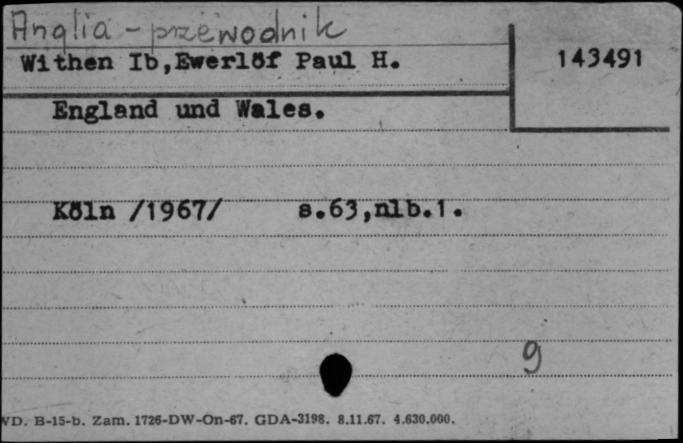 Anglia - przewodnik
Withen Ib,Ewerlöf Paul H.
143491
England und Wales.
Köln /1967/ s.63,nlb.1.
9
WD. B-15-b. Zam. 1726-DW-On-67. GDA-3198. 8.11.67. 4.630.000.